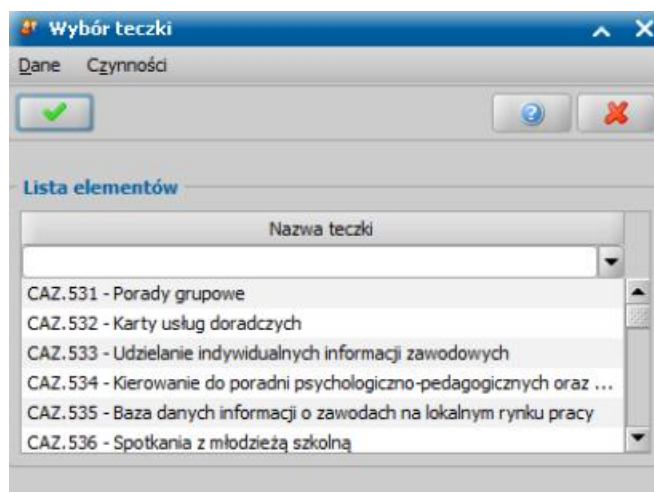 Wybór teczki
Dane Czynności
Lista elementów
Nazwa teczki
CAZ.531 - Porady grupowe
CAZ.532 - Karty usług doradczych
CAZ.533 - Udzielanie indywidualnych informacji zawodowych
CAZ.534 - Kierowanie do poradni psychologiczno-pedagogicznych oraz ...
CAZ.535 - Baza danych informacji o zawodach na lokalnym rynku pracy
CAZ.536 - Spotkania z młodzieżą szkolną